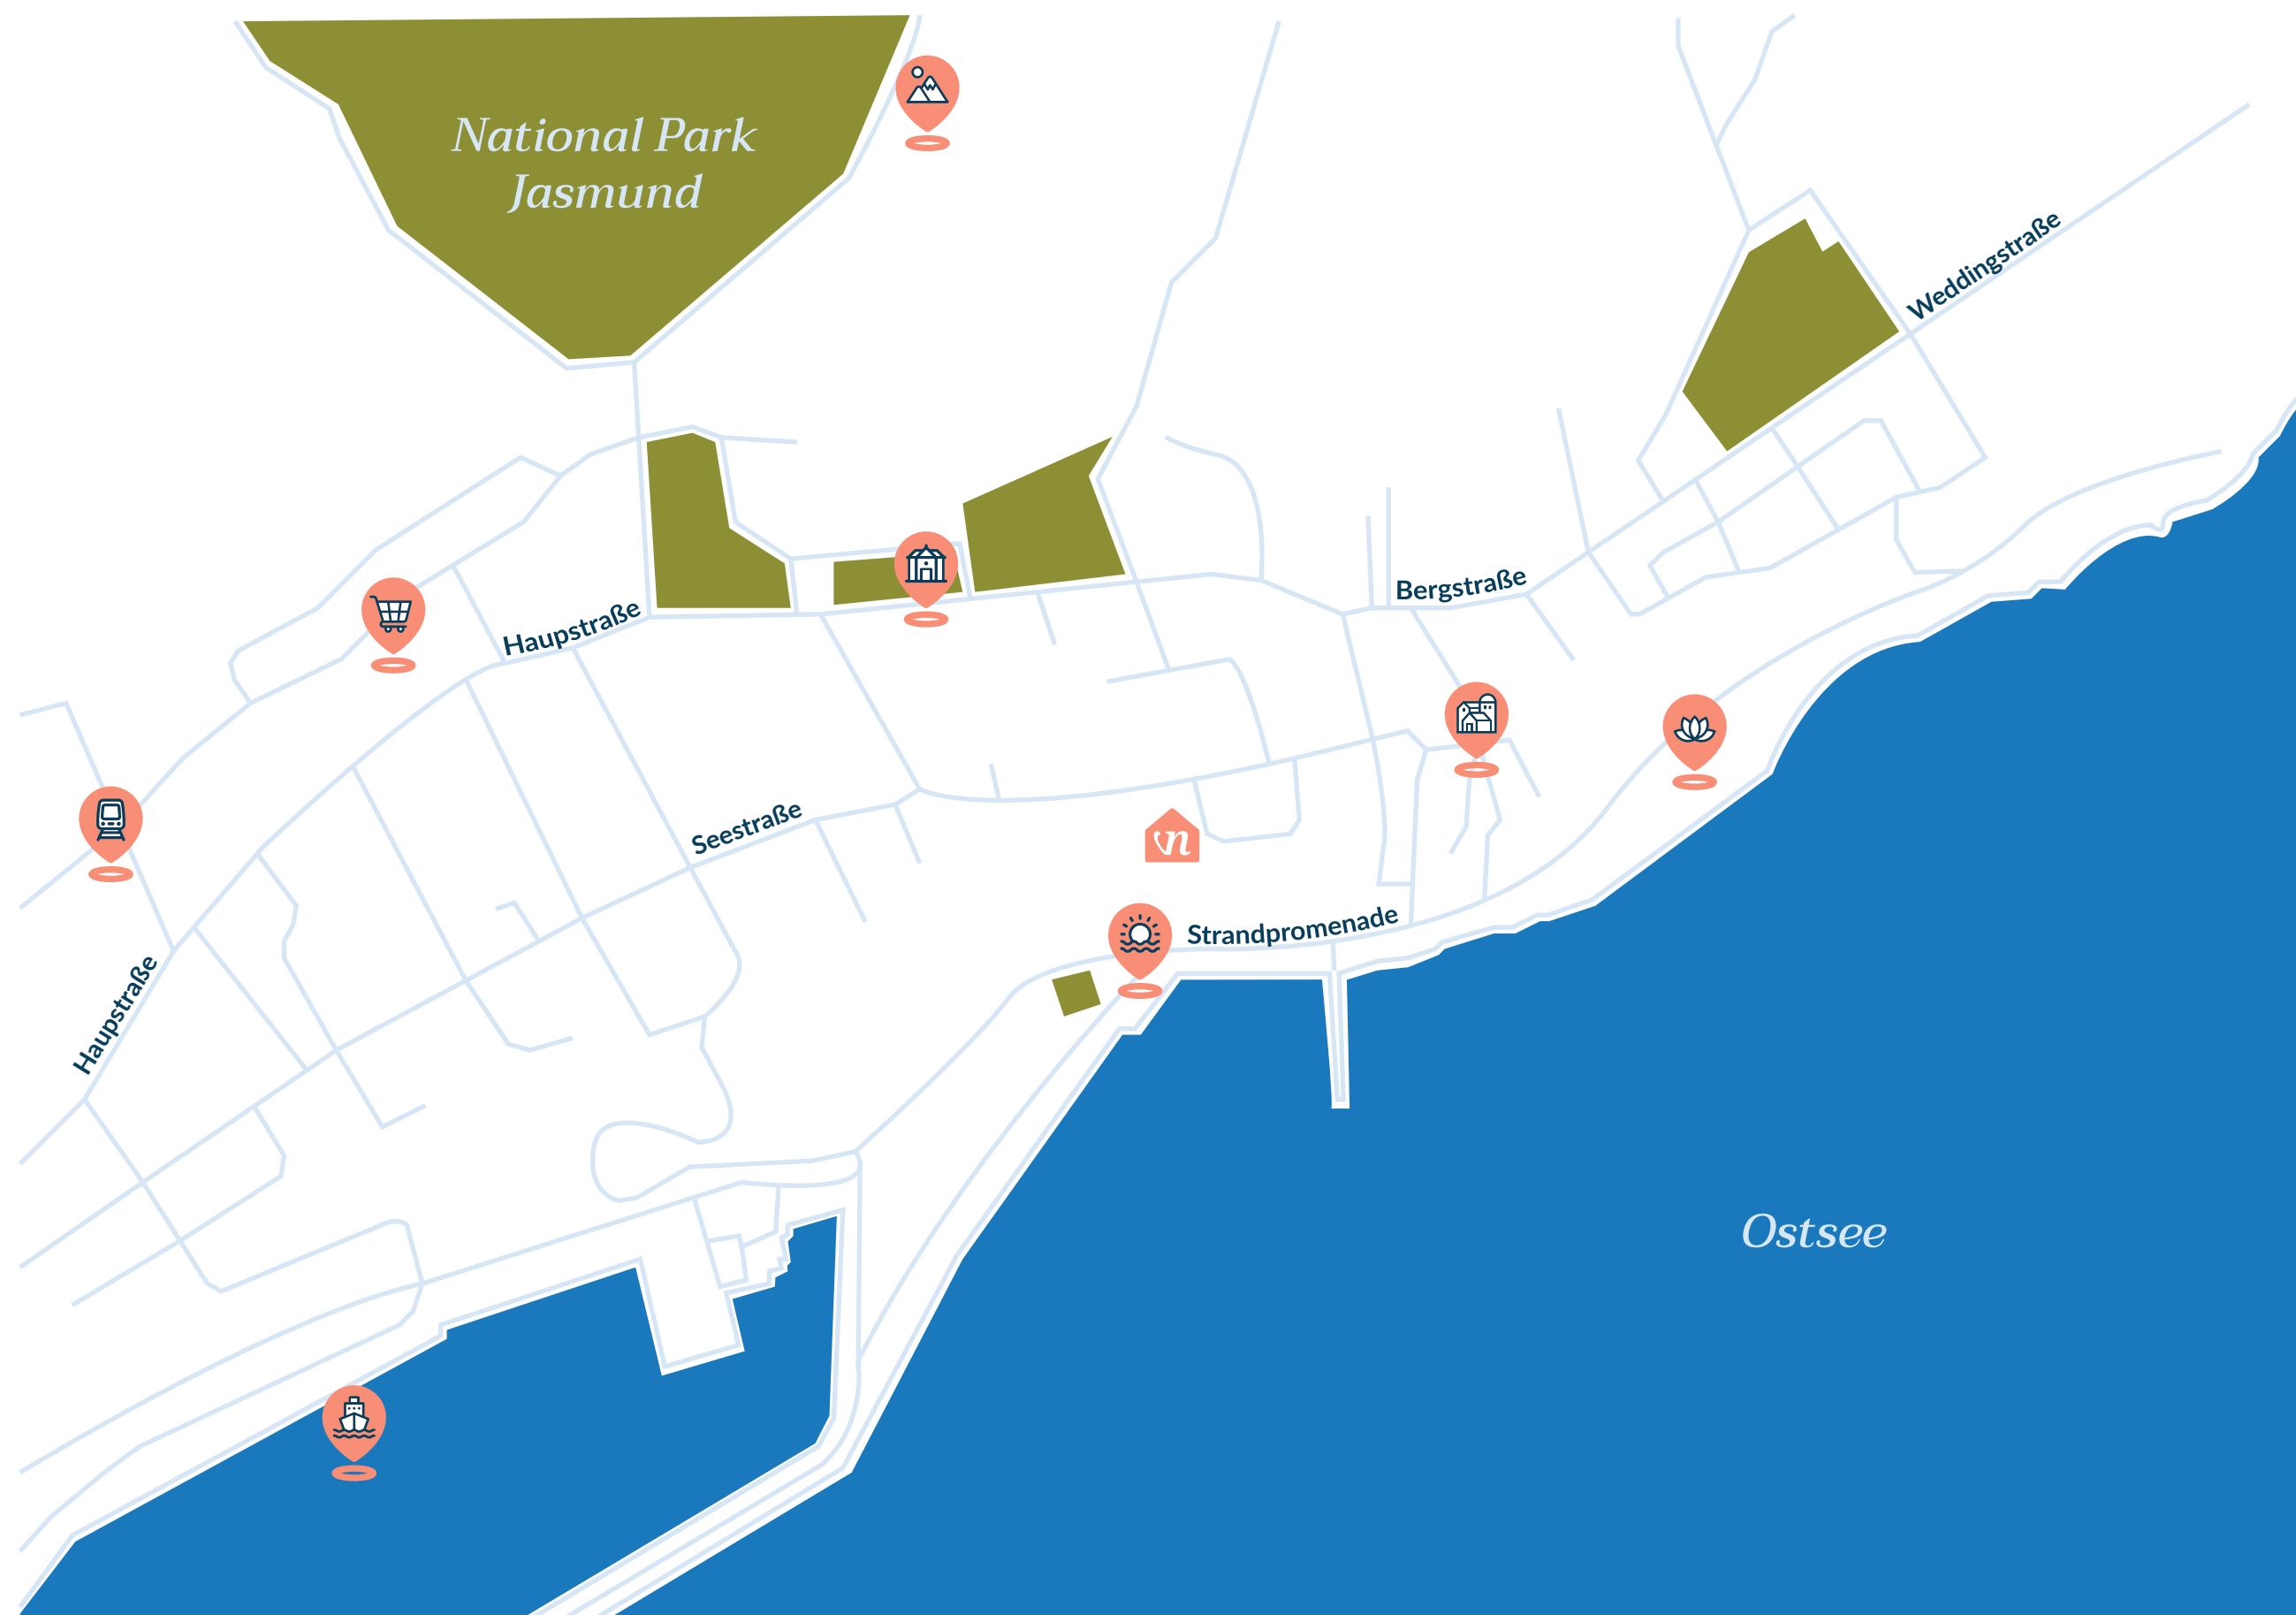 National Park
Jasmund
Weddingstraße
Bergstraße
Haupstraße
Seestraße
Strandpromenade
Haupstraße
Ostsee
n